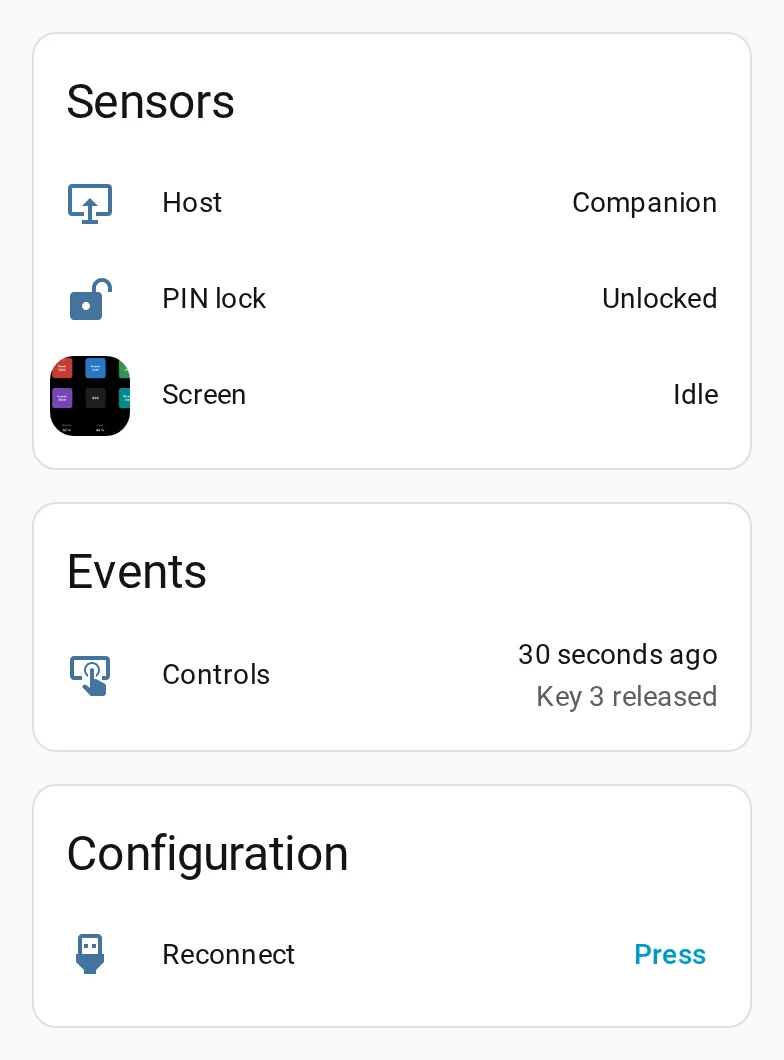 Sensors
Host
Companion
PIN lock
Unlocked
Screen
Idle
Events
Controls
30 seconds ago
Key 3 released
Configuration
Reconnect
Press